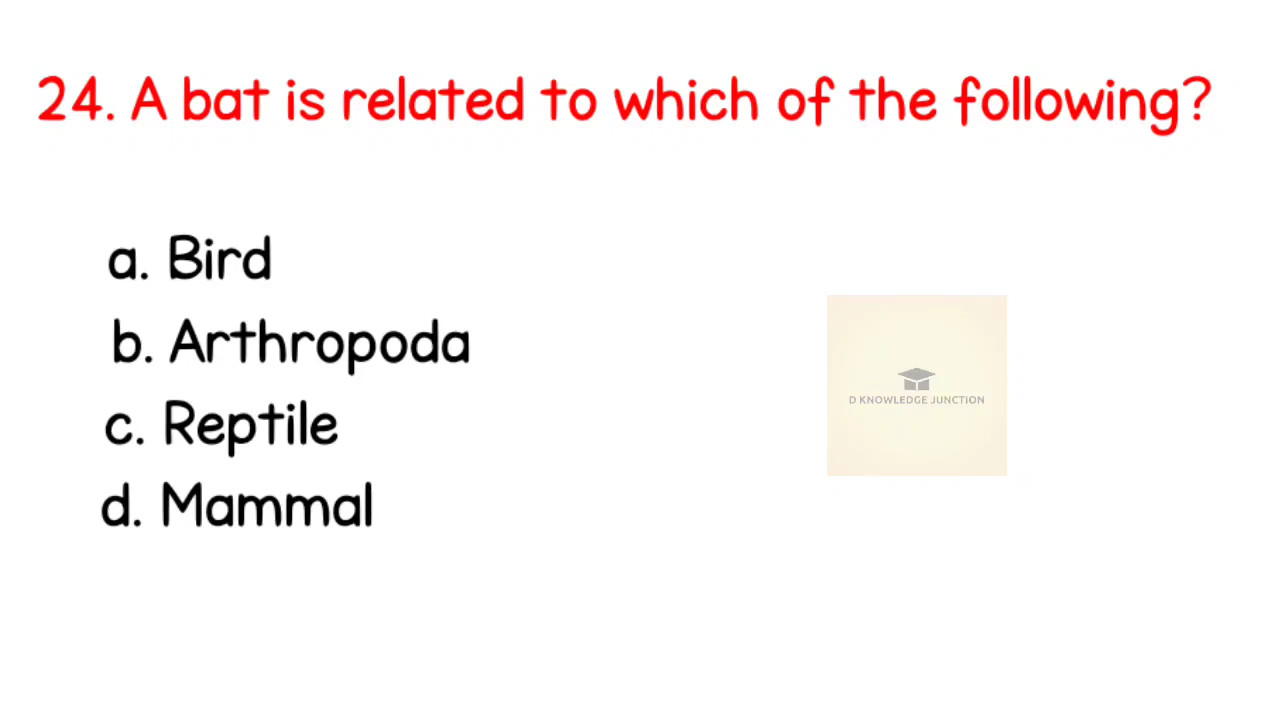 24. A bat is related to which of the following?
a. Bird
b. Arthropoda
c. Reptile
d. Mammal
D KNOWLEDGE JUNCTION